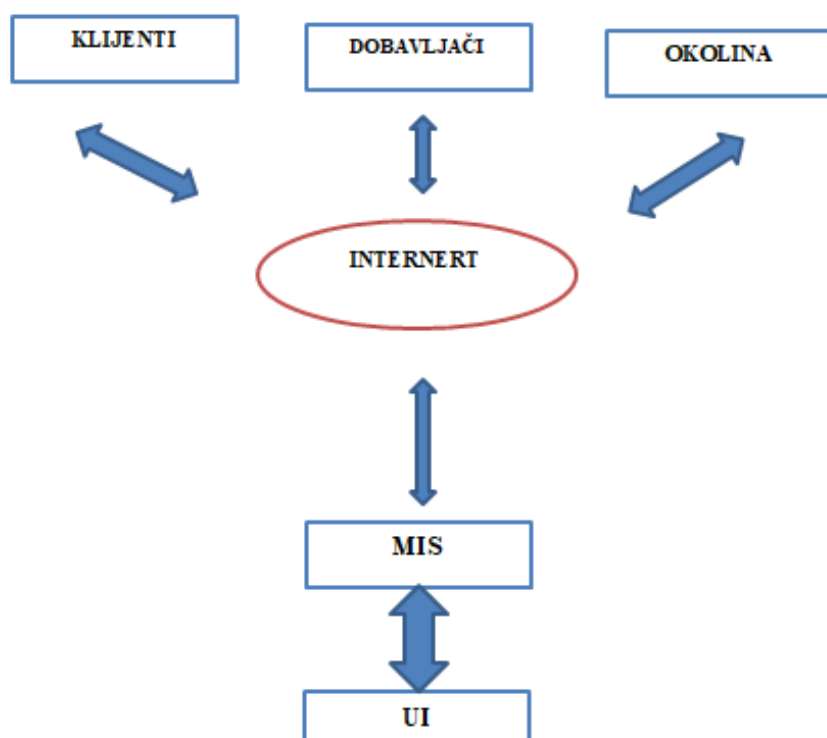 KLIJENTI
DOBAVLJAČI
OKOLINA
INTERNERT
MIS
UI